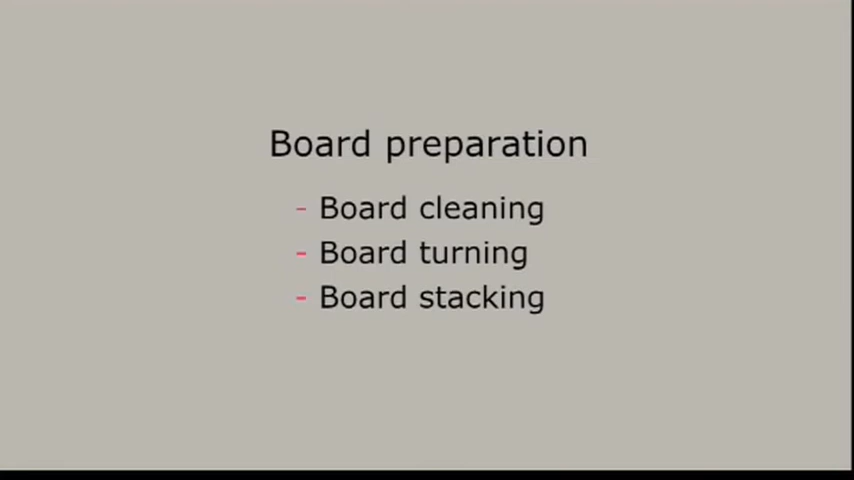 Board preparation
- Board cleaning
- Board turning
- Board stacking